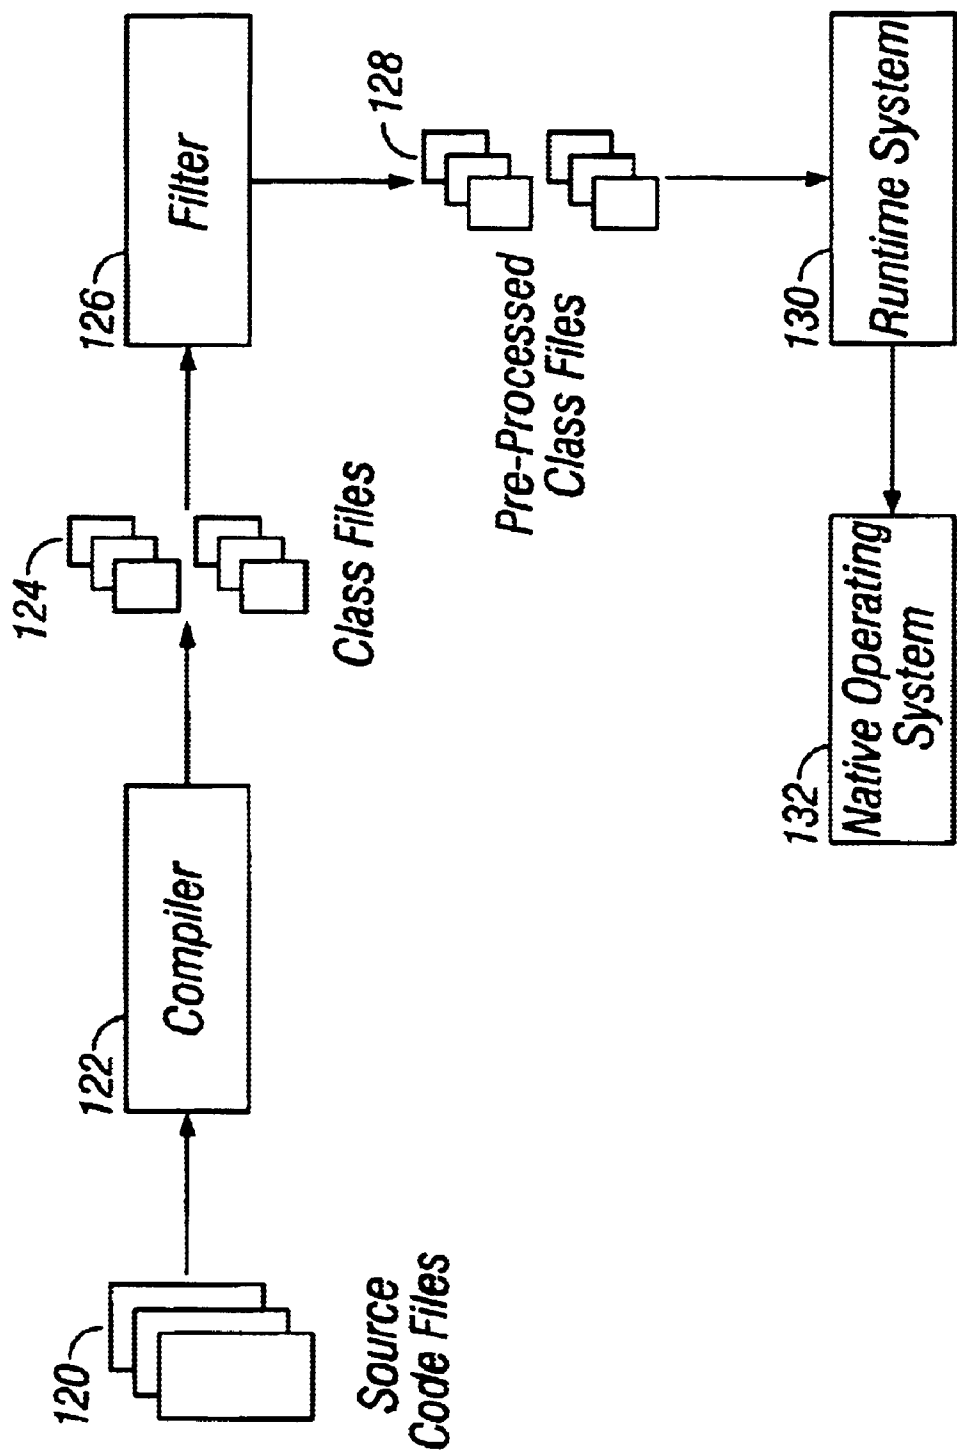 120
Source
Code Files
122
Compiler
124
Class Files
126
Filter
128
Pre-Processed
Class Files
130
Runtime System
132
Native Operating
System